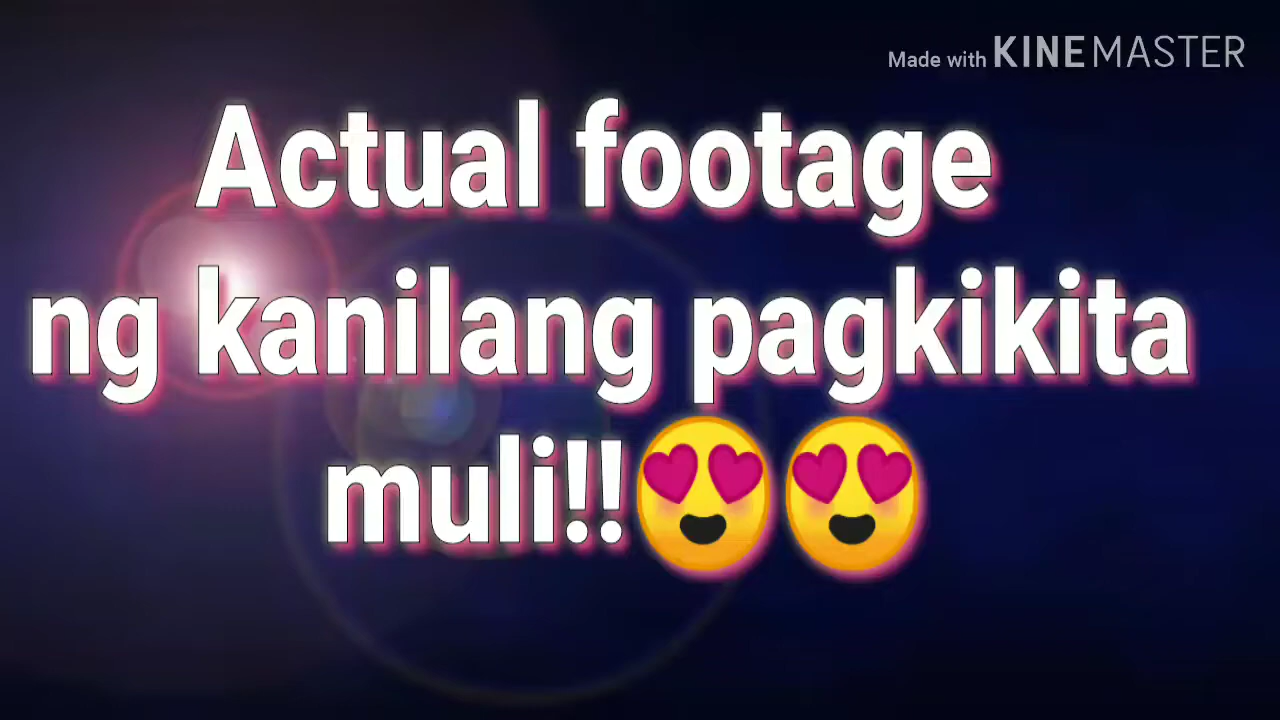 Made with KINEMASTER
Actual footage
ng kanilang pagkikita
muli!!😍😍